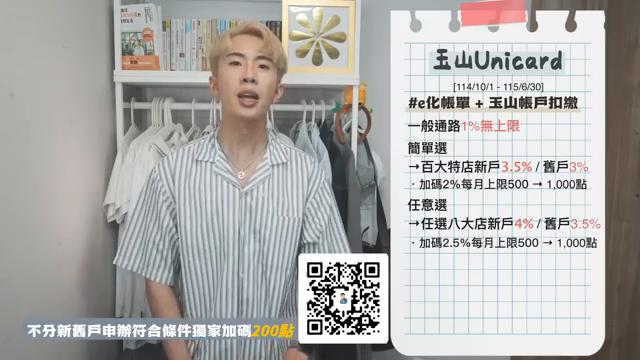 玉山Unicard
[114/10/1 - 115/6/30]
#e化帳單 + 玉山帳戶扣繳
一般通路1%無上限
簡單選
→百大特店新戶3.5% / 舊戶3%
· 加碼2%每月上限500 → 1,000點
任意選
→任選八大店新戶4% / 舊戶3.5%
· 加碼2.5%每月上限500 → 1,000點
不分新舊戶申辦符合條件獨家加碼200點